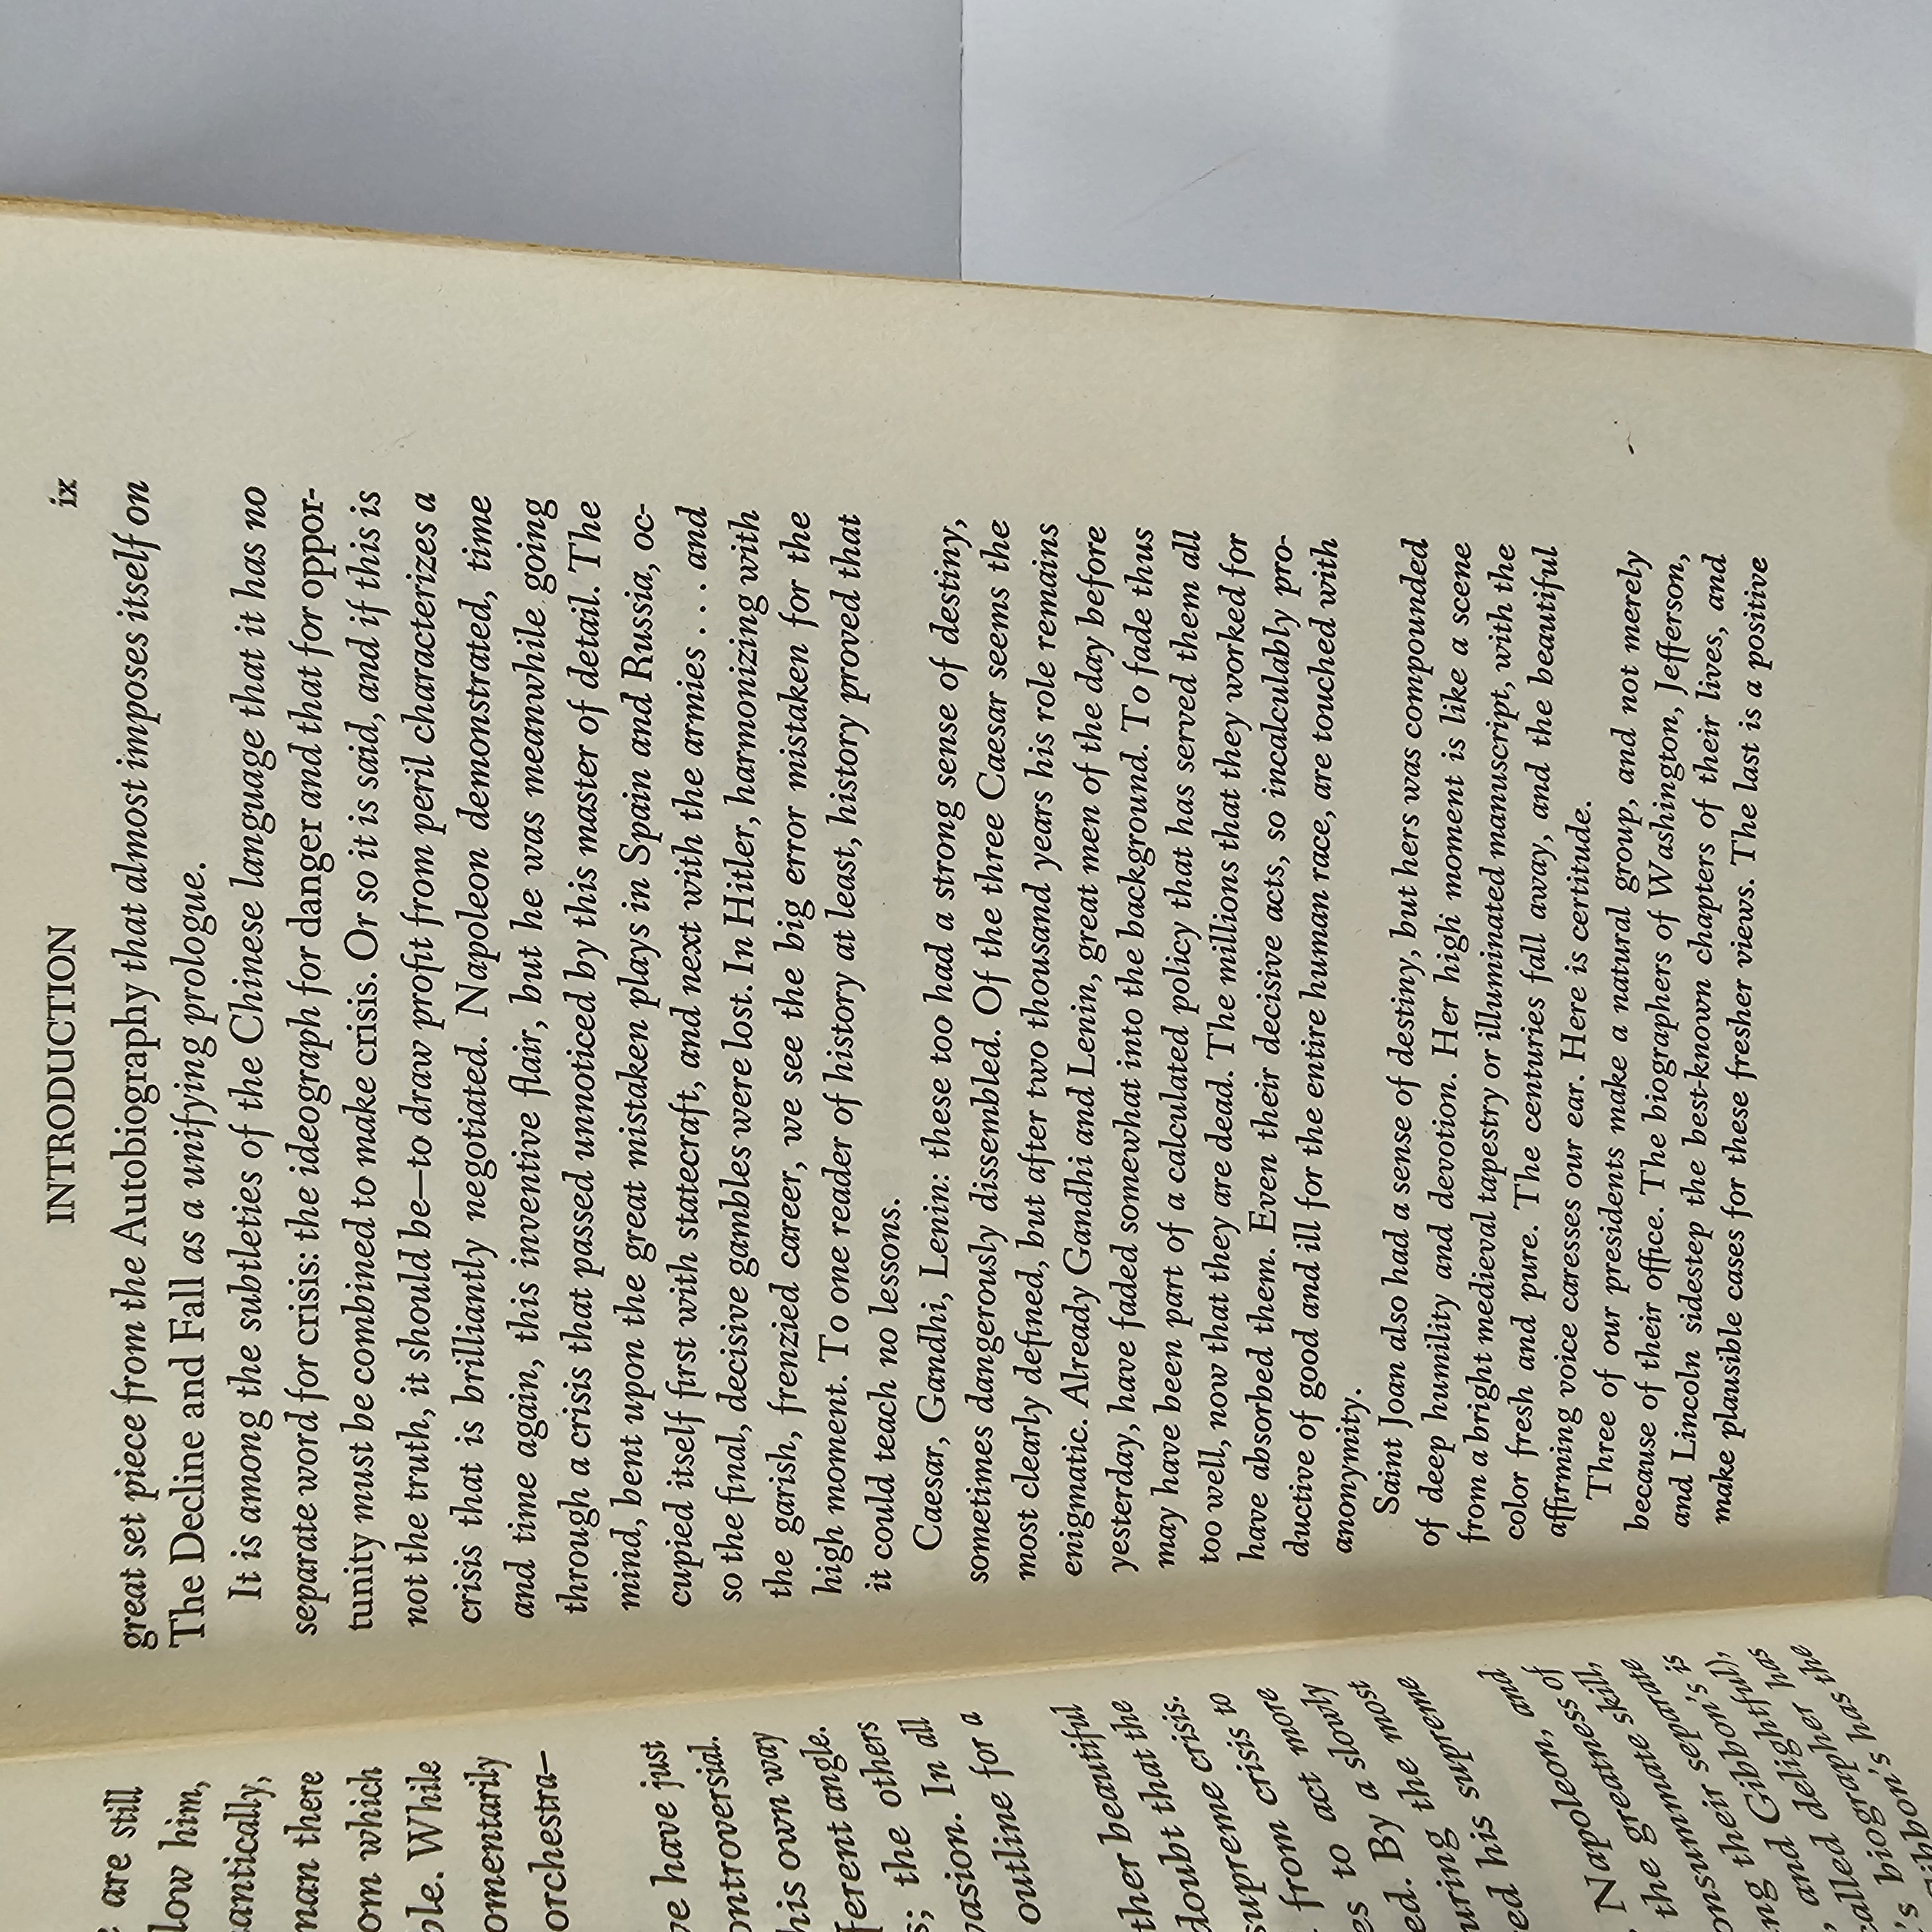 are still
low him,
antically,
man there
om which
ble. While
omentarily
orchestra—
have just
ontroversial.
his own way
ferent angle.
the others
In all
outline for a
ther beautiful
doubt that the
supreme crisis.
from crisis to
es to act more
ed. By a slowly
uring the most
ed his supreme
Napoleon, and
the greatness of
onsummate skill,
ng their separate
and Gibbon's is
called delightful),
's biographer has
Gibbon's has the
INTRODUCTION ix
great set piece from the Autobiography that almost imposes itself on
The Decline and Fall as a unifying prologue.
It is among the subtleties of the Chinese language that it has no
separate word for crisis: the ideograph for danger and that for oppor-
tunity must be combined to make crisis. Or so it is said, and if this is
not the truth, it should be—to draw profit from peril characterizes a
crisis that is brilliantly negotiated. Napoleon demonstrated, time
and time again, this inventive flair, but he was meanwhile going
through a crisis that passed unnoticed by this master of detail. The
mind, bent upon the great mistaken plays in Spain and Russia, oc-
cupied itself first with statecraft, and next with the armies . . . and
so the final, decisive gambles were lost. In Hitler, harmonizing with
the garish, frenzied career, we see the big error mistaken for the
high moment. To one reader of history at least, history proved that
it could teach no lessons.
Caesar, Gandhi, Lenin: these too had a strong sense of destiny,
sometimes dangerously dissembled. Of the three Caesar seems the
most clearly defined, but after two thousand years his role remains
enigmatic. Already Gandhi and Lenin, great men of the day before
yesterday, have faded somewhat into the background. To fade thus
may have been part of a calculated policy that has served them all
too well, now that they are dead. The millions that they worked for
have absorbed them. Even their decisive acts, so incalculably pro-
ductive of good and ill for the entire human race, are touched with
anonymity.
Saint Joan also had a sense of destiny, but hers was compounded
of deep humility and devotion. Her high moment is like a scene
from a bright medieval tapestry or illuminated manuscript, with the
color fresh and pure. The centuries fall away, and the beautiful
affirming voice caresses our ear. Here is certitude.
Three of our presidents make a natural group, and not merely
because of their office. The biographers of Washington, Jefferson,
and Lincoln sidestep the best-known chapters of their lives, and
make plausible cases for these fresher views. The last is a positive